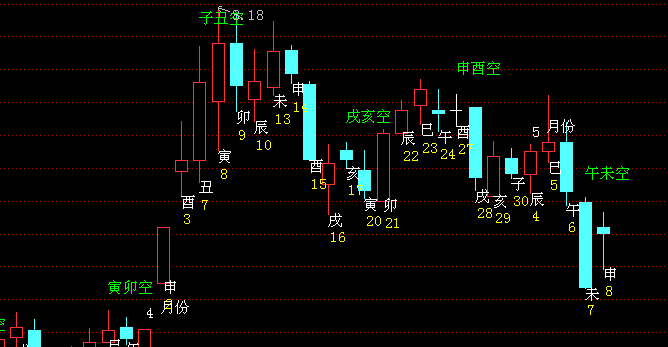 子丑空
8.18
申酉空
戌亥空
午未空
寅卯空
空
4 月份
申
酉
3
丑
7
寅
8
卯
9
辰
10
未
13
申
14
酉
15
戌
16
亥
17
寅
20
卯
21
辰
22
巳
23
午
24
酉
27
戌
28
亥
29
子
30
辰
4
5 月份
巳
5
午
6
未
7
申
8